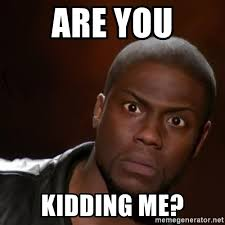 ARE YOU
KIDDING ME?
memegenerator.net